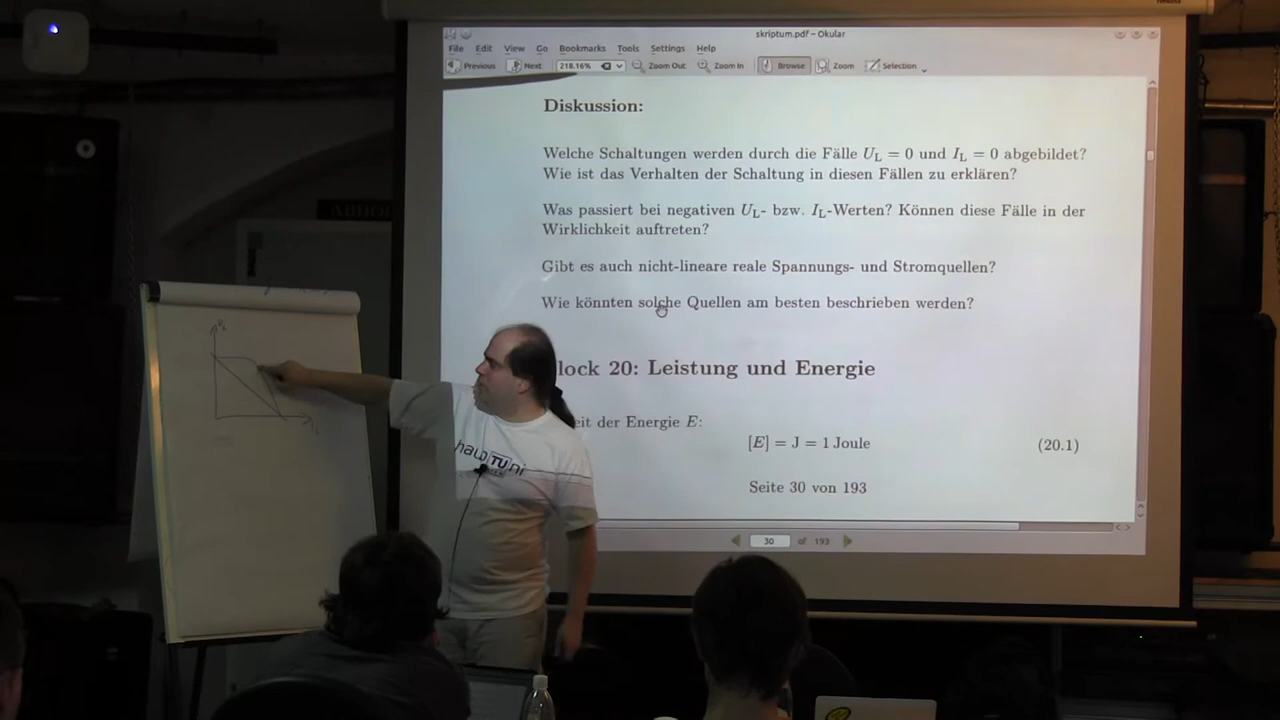 skriptum.pdf – Okular
File Edit View Go Bookmarks Tools Settings Help
Previous Next 218.16% Zoom Out Zoom In Browse Zoom Selection
Diskussion:
Welche Schaltungen werden durch die Fälle U_L = 0 und I_L = 0 abgebildet?
Wie ist das Verhalten der Schaltung in diesen Fällen zu erklären?
Was passiert bei negativen U_L- bzw. I_L-Werten? Können diese Fälle in der
Wirklichkeit auftreten?
Gibt es auch nicht-lineare reale Spannungs- und Stromquellen?
Wie könnten solche Quellen am besten beschrieben werden?
lock 20: Leistung und Energie
eit der Energie E:
[E] = J = 1 Joule (20.1)
Seite 30 von 193
30 of 193
TU